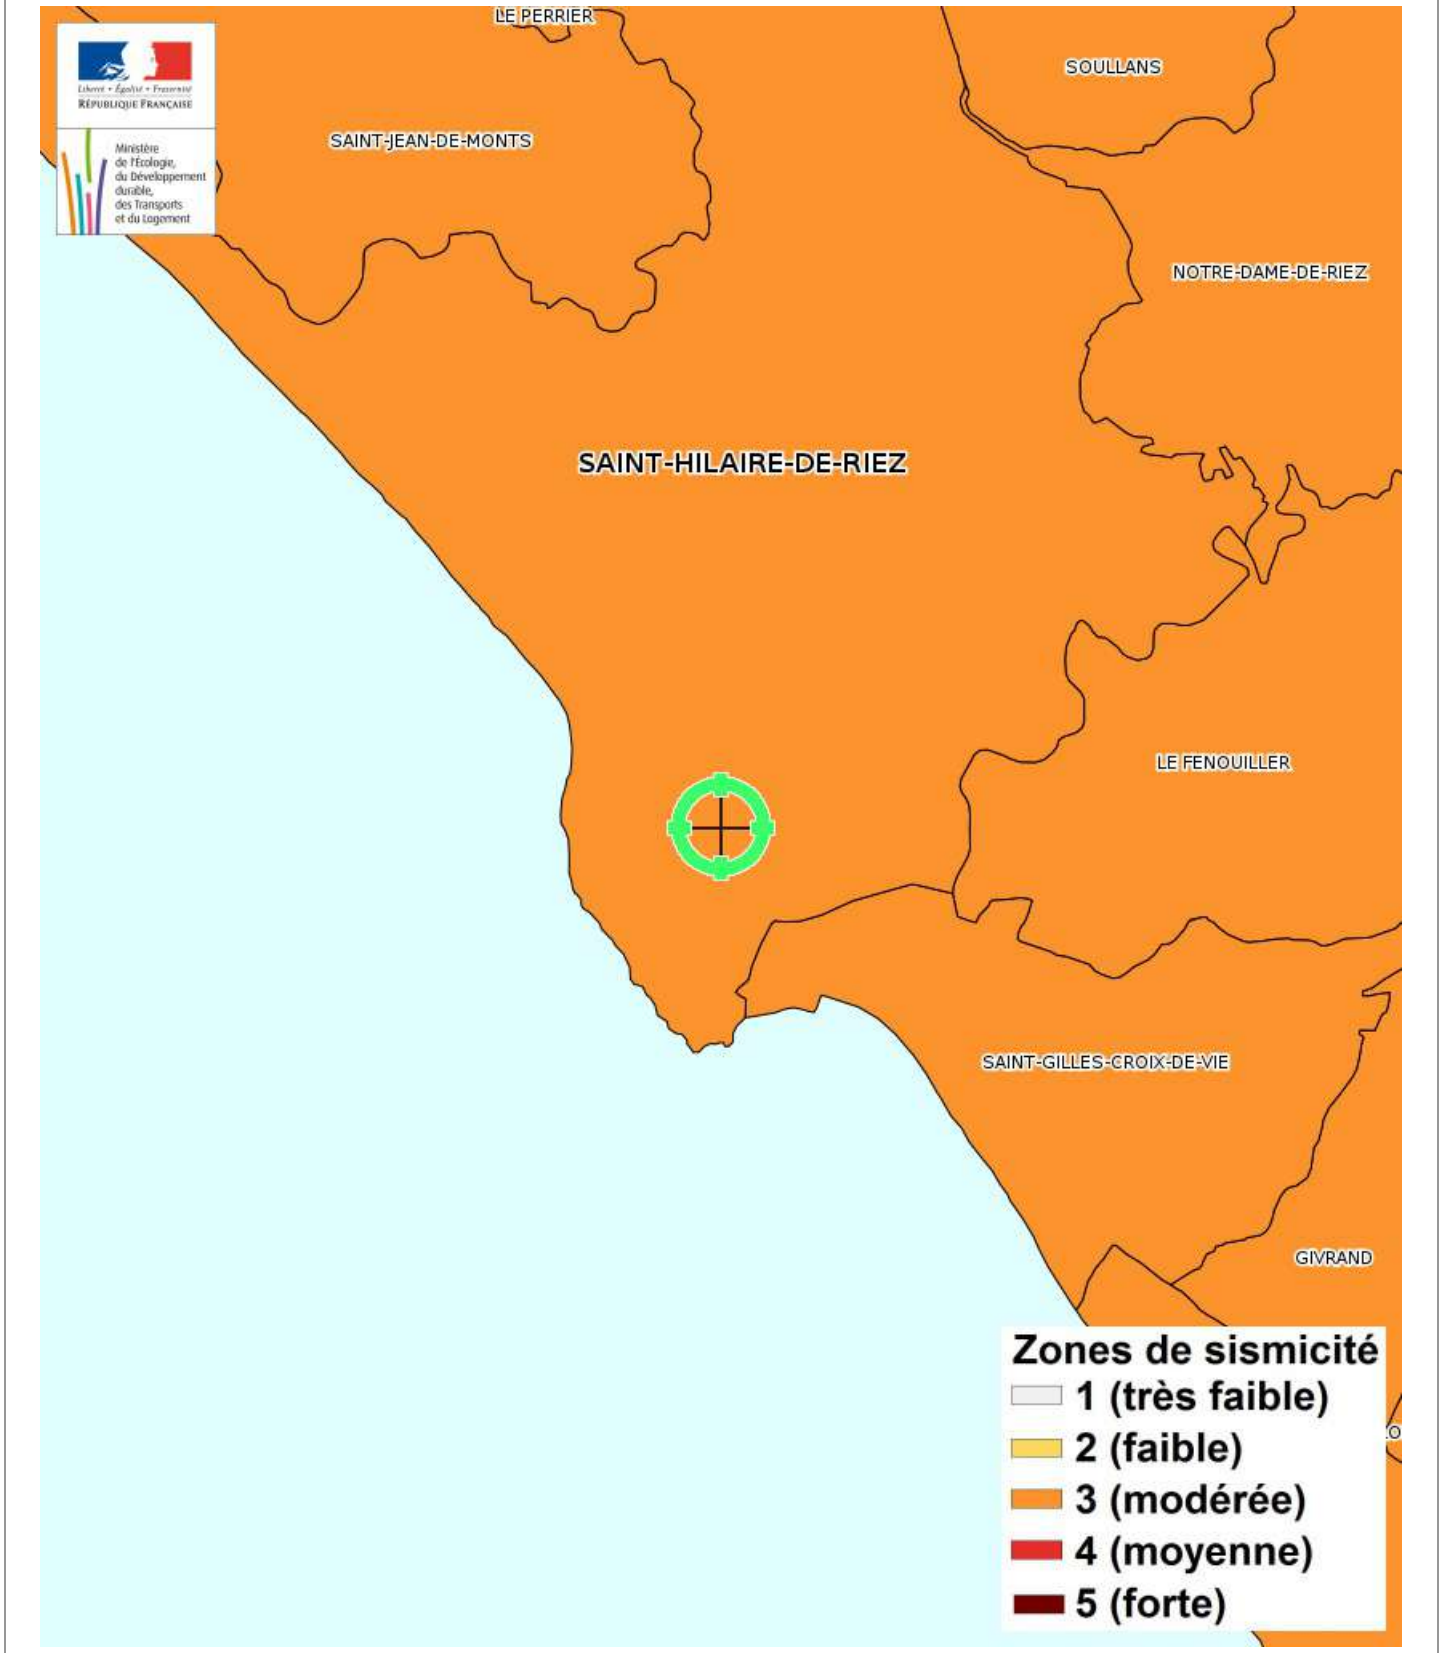 LE PERRIER
SOULLANS
Liberté • Égalité • Fraternité
RÉPUBLIQUE FRANÇAISE
SAINT-JEAN-DE-MONTS
Ministère
de l'Écologie,
du Développement
durable,
des Transports
et du Logement
NOTRE-DAME-DE-RIEZ
SAINT-HILAIRE-DE-RIEZ
LE FENOUILLER
SAINT-GILLES-CROIX-DE-VIE
GIVRAND
Zones de sismicité
1 (très faible)
2 (faible)
3 (modérée)
4 (moyenne)
5 (forte)